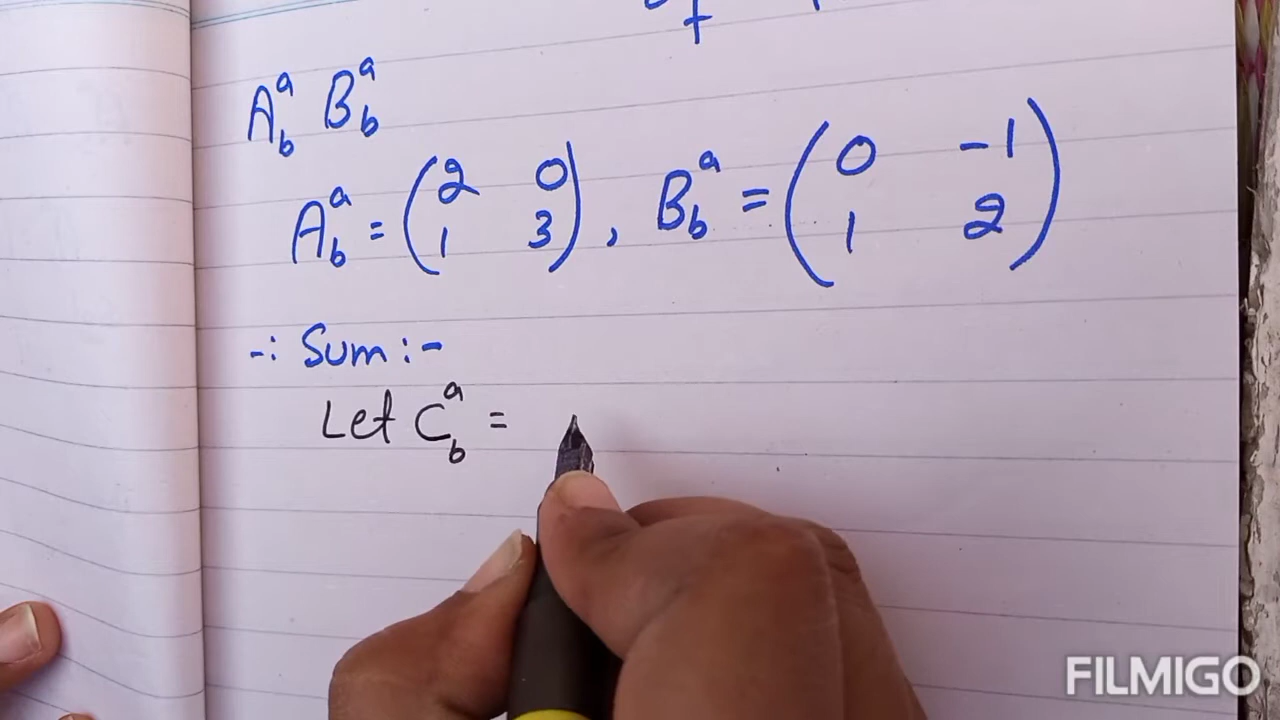 A^a_b B^a_b
A^a_b = (2 0; 1 3), B^a_b = (0 -1; 1 2)
-: Sum :-
Let C^a_b =
FILMIGO